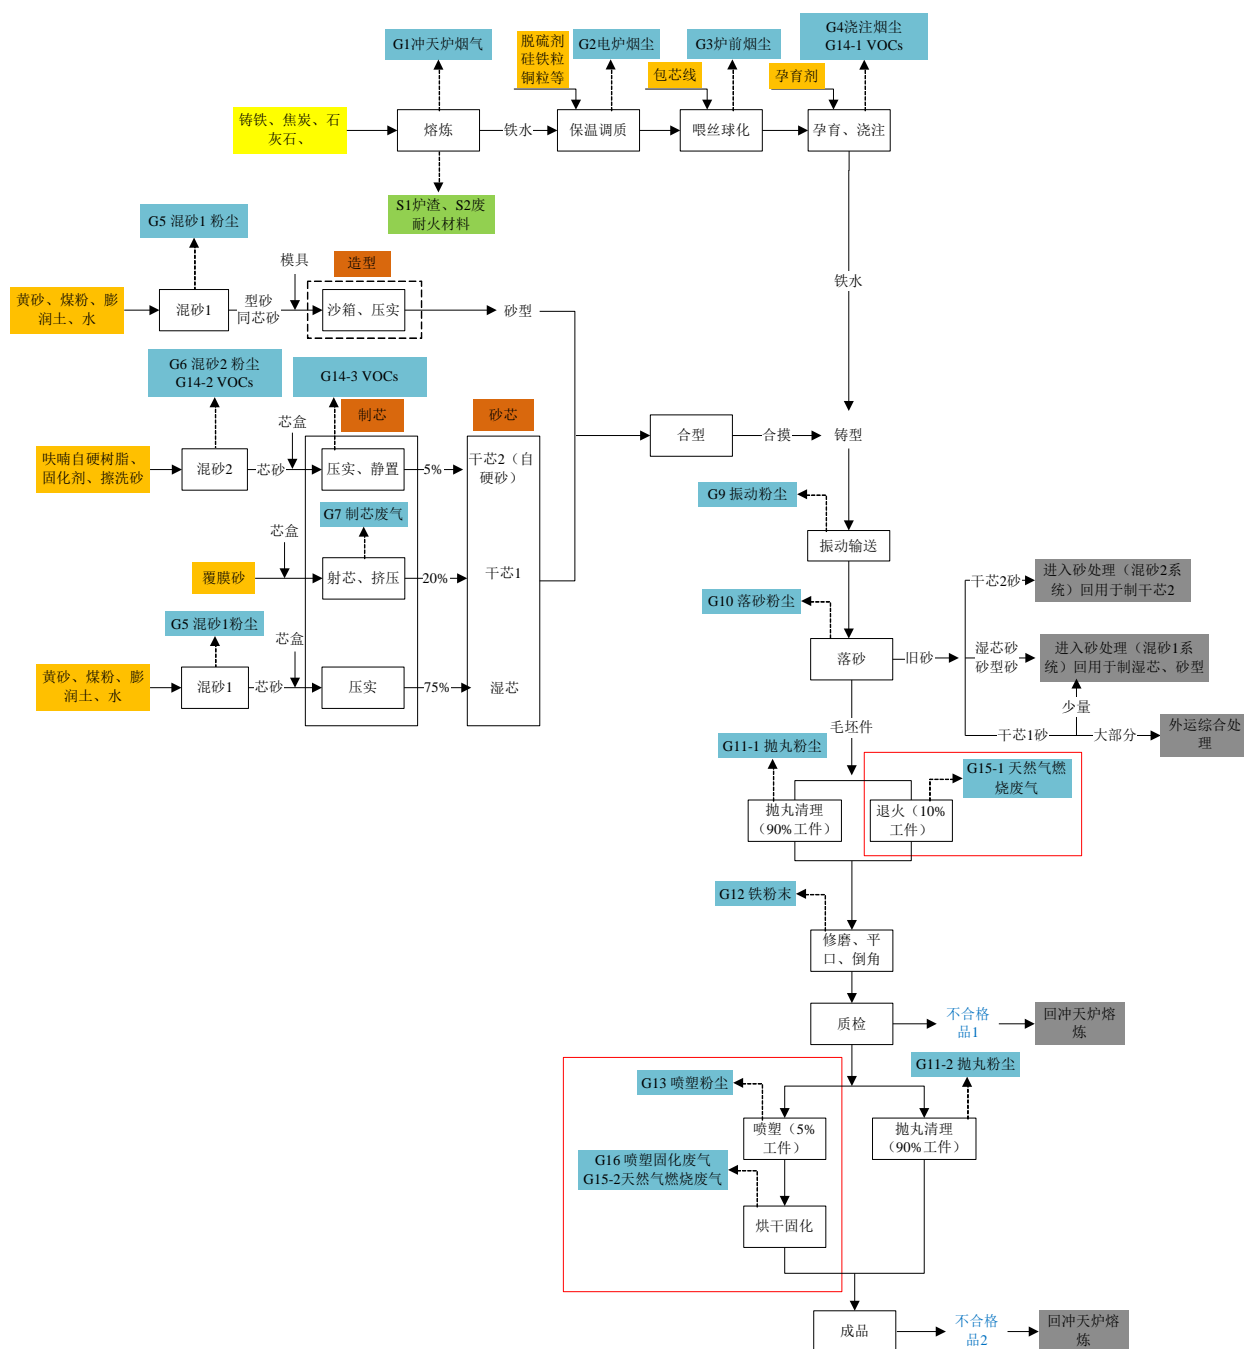 G4浇注烟尘
G14-1 VOCs
G1冲天炉烟气
脱硫剂
硅铁粒
铜粒等
G2电炉烟尘
G3炉前烟尘
包芯线
孕育剂
铸铁、焦炭、石
灰石、
熔炼
铁水
保温调质
喂丝球化
孕育、浇注
S1炉渣、S2废
耐火材料
G5 混砂1 粉尘
模具
造型
铁水
黄砂、煤粉、膨
润土、水
混砂1
型砂
同芯砂
沙箱、压实
砂型
G6 混砂2 粉尘
G14-2 VOCs
G14-3 VOCs
芯盒
制芯
砂芯
合型
合摸
铸型
呋喃自硬树脂、
固化剂、擦洗砂
混砂2
芯砂
压实、静置
5%
干芯2（自
硬砂）
G9 振动粉尘
G7 制芯废气
芯盒
振动输送
覆膜砂
射芯、挤压
20%
干芯1
干芯2砂
进入砂处理（混砂2系
统）回用于制干芯2
G10 落砂粉尘
G5 混砂1粉尘
芯盒
落砂
旧砂
湿芯砂
砂型砂
进入砂处理（混砂1系
统）回用于制湿芯、砂型
黄砂、煤粉、膨
润土、水
混砂1
芯砂
压实
75%
湿芯
少量
毛坯件
干芯1砂
大部分
外运综合处
理
G11-1 抛丸粉尘
G15-1 天然气燃
烧废气
抛丸清理
（90%工件）
退火（10%
工件）
G12 铁粉末
修磨、平
口、倒角
质检
不合格
品1
回冲天炉熔
炼
G13 喷塑粉尘
G11-2 抛丸粉尘
喷塑（5%
工件）
抛丸清理
（90%工件）
G16 喷塑固化废气
G15-2天然气燃烧废气
烘干固化
成品
不合格
品2
回冲天炉熔
炼